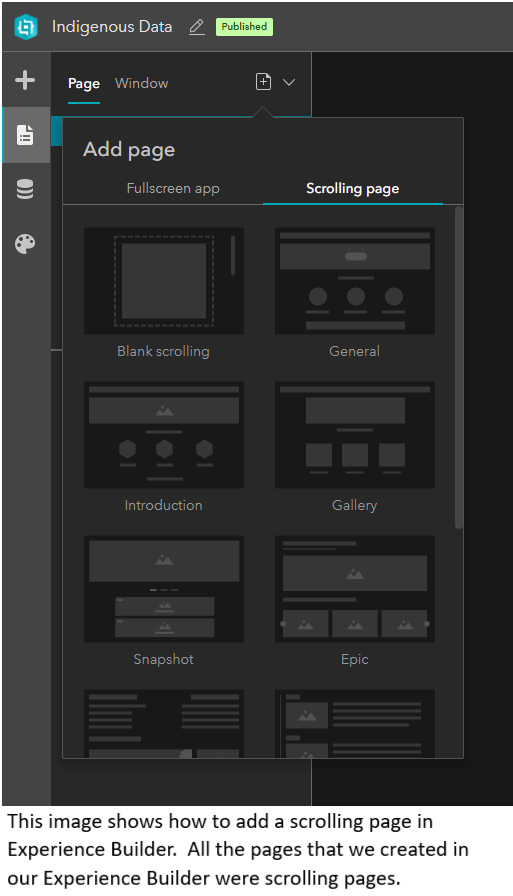 Indigenous Data Published
Page Window
Add page
Fullscreen app Scrolling page
Blank scrolling General
Introduction Gallery
Snapshot Epic
This image shows how to add a scrolling page in
Experience Builder.  All the pages that we created in
our Experience Builder were scrolling pages.